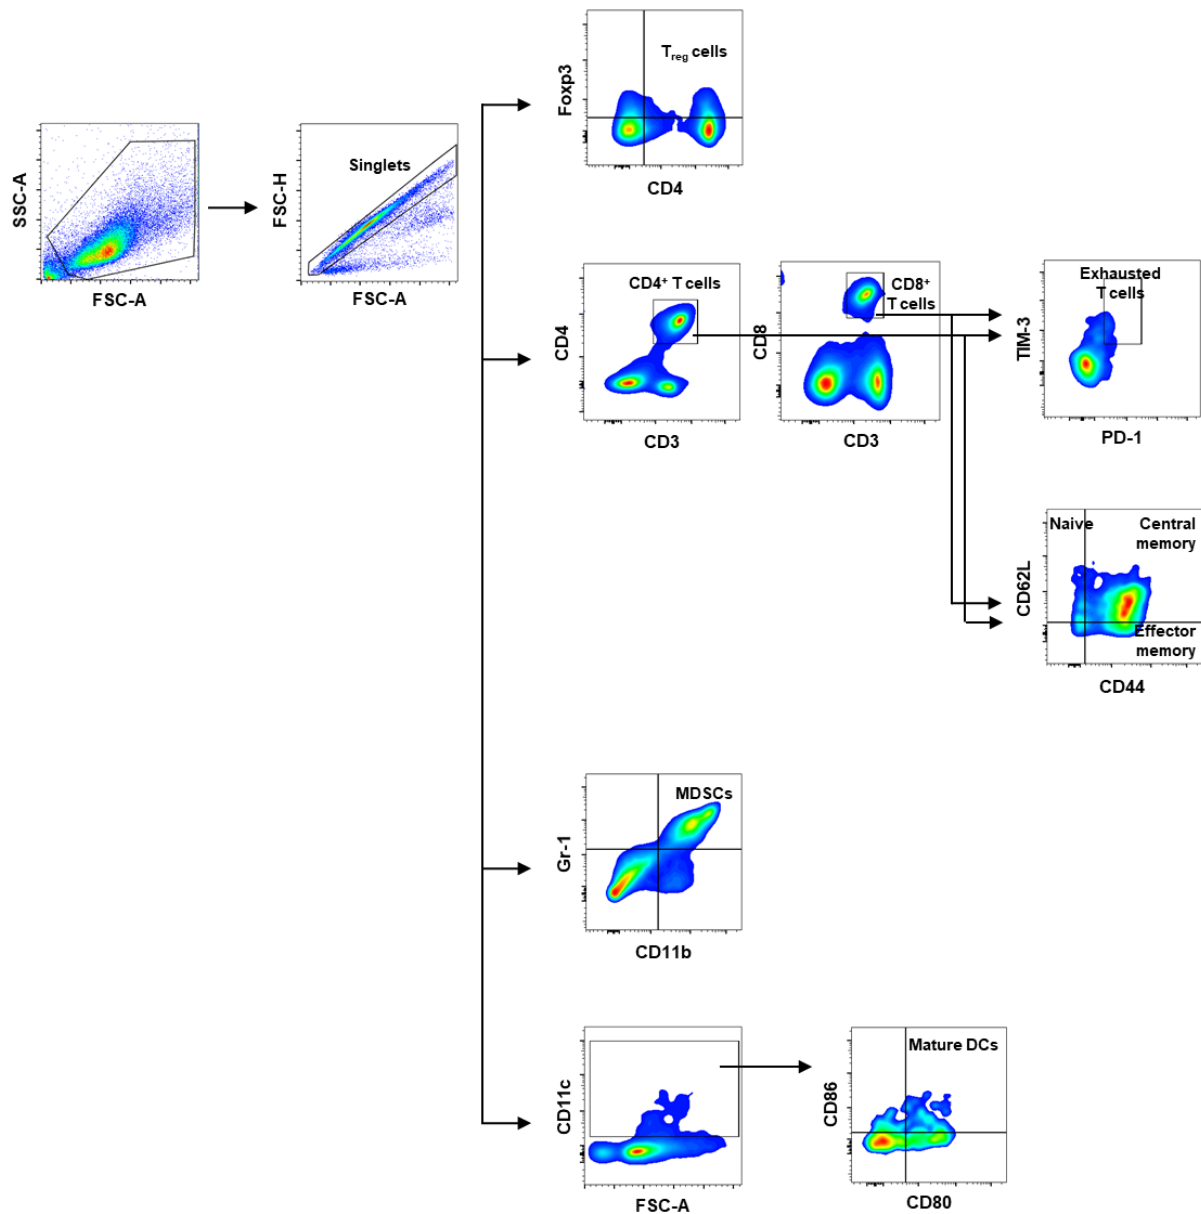 SSC-A
FSC-A
FSC-H
Singlets
FSC-A
Foxp3
Treg cells
CD4
CD4
CD4⁺ T cells
CD3
CD8
CD8⁺
T cells
CD3
TIM-3
Exhausted
T cells
PD-1
CD62L
Naive
Central
memory
Effector
memory
CD44
Gr-1
MDSCs
CD11b
CD11c
FSC-A
CD86
Mature DCs
CD80